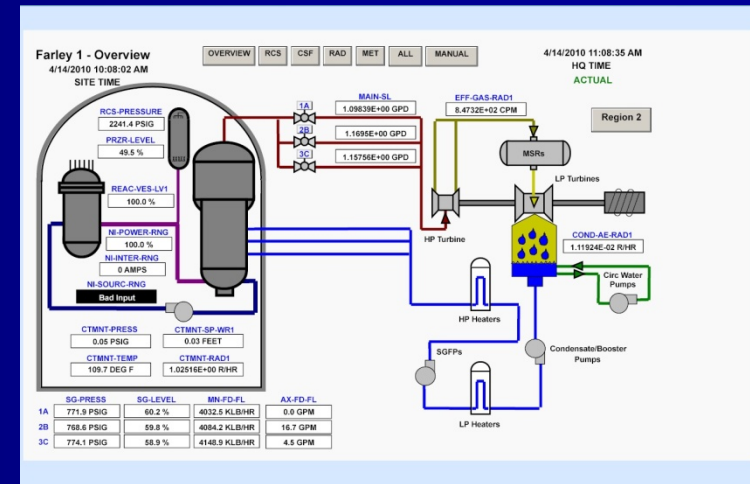 Farley 1 - Overview
4/14/2010 10:08:02 AM
SITE TIME
OVERVIEW RCS CSF RAD MET ALL MANUAL
4/14/2010 11:08:35 AM
HQ TIME
ACTUAL
Region 2
RCS-PRESSURE
2241.4 PSIG
PRZR-LEVEL
49.5 %
REAC-VES-LV1
100.0 %
NI-POWER-RNG
100.0 %
NI-INTER-RNG
0 AMPS
NI-SOURC-RNG
Bad Input
CTMNT-PRESS CTMNT-SP-WR1
0.05 PSIG 0.03 FEET
CTMNT-TEMP CTMNT-RAD1
109.7 DEG F 1.02516E+00 R/HR
1A
2B
3C
MAIN-SL
1.09839E+00 GPD
1.1695E+00 GPD
1.15756E+00 GPD
EFF-GAS-RAD1
8.4732E+02 CPM
MSRs
LP Turbines
HP Turbine
COND-AE-RAD1
1.11924E-02 R/HR
Circ Water
Pumps
HP Heaters
SGFPs
Condensate/Booster
Pumps
LP Heaters
SG-PRESS SG-LEVEL MN-FD-FL AX-FD-FL
1A 771.9 PSIG 60.2 % 4032.5 KLB/HR 0.0 GPM
2B 768.6 PSIG 59.8 % 4084.2 KLB/HR 16.7 GPM
3C 774.1 PSIG 58.9 % 4148.9 KLB/HR 4.5 GPM